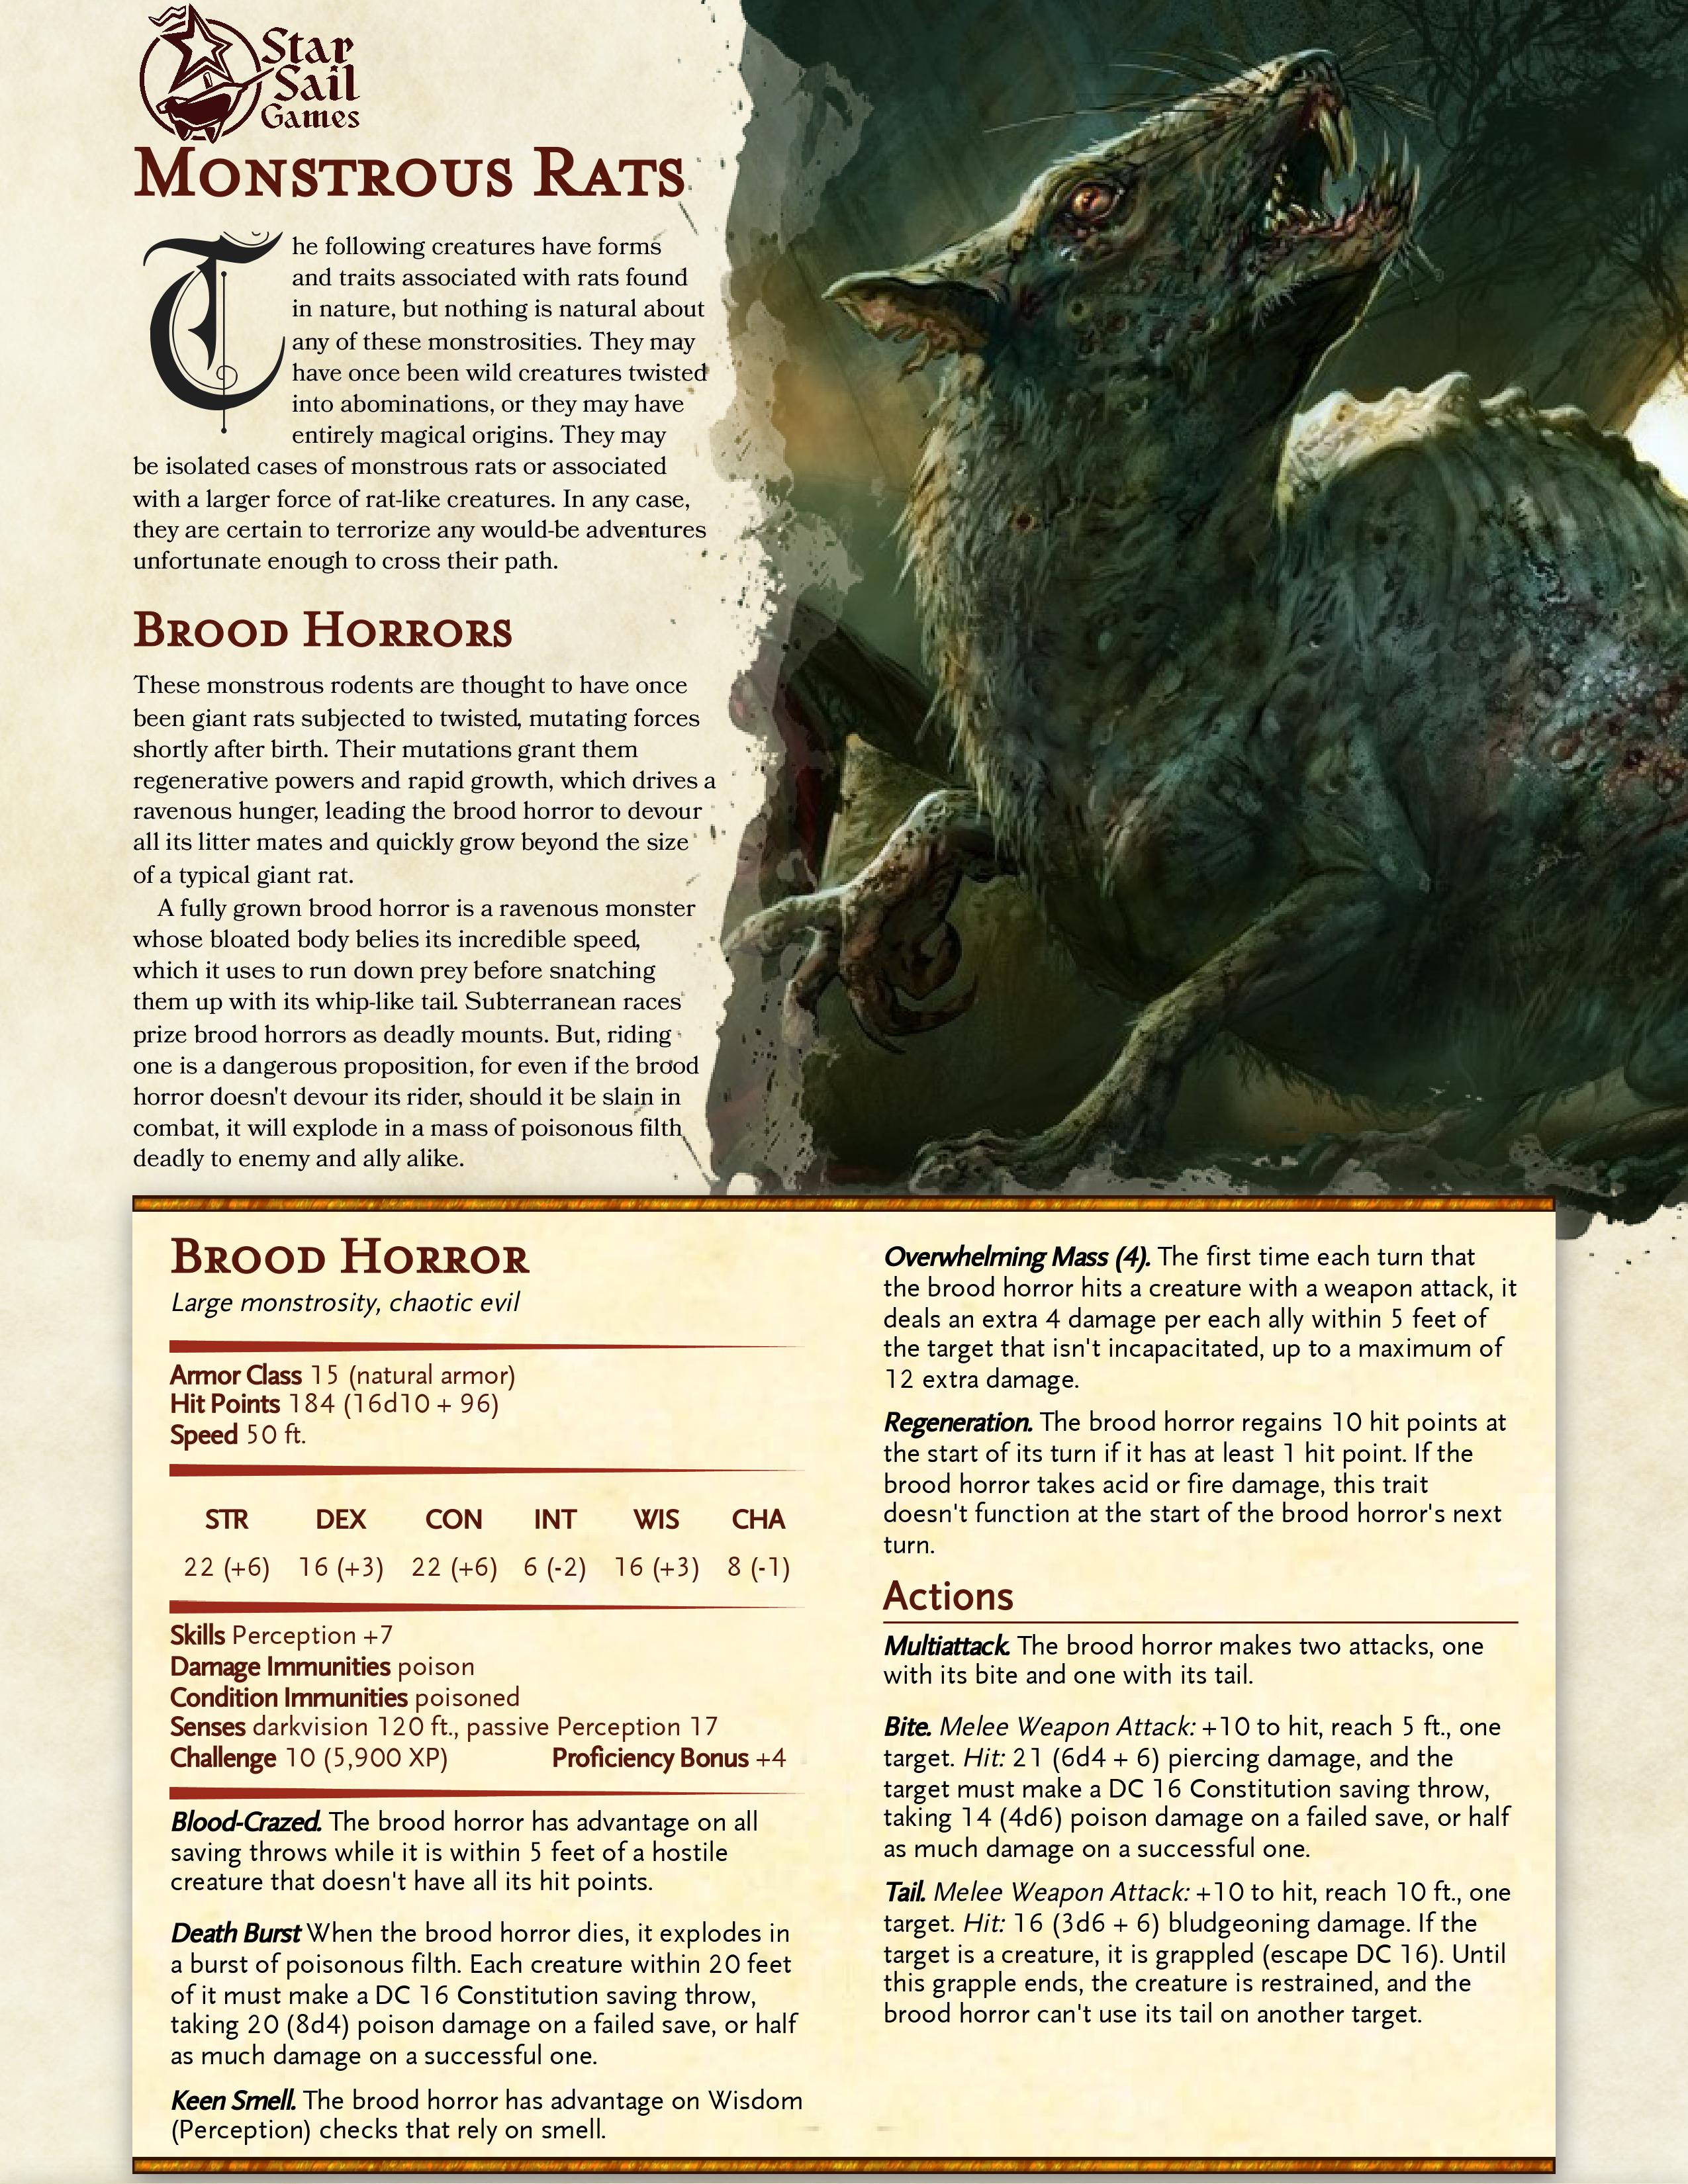 Star
Sail
Games
Monstrous Rats
The following creatures have forms
and traits associated with rats found
in nature, but nothing is natural about
any of these monstrosities. They may
have once been wild creatures twisted
into abominations, or they may have
entirely magical origins. They may
be isolated cases of monstrous rats or associated
with a larger force of rat-like creatures. In any case,
they are certain to terrorize any would-be adventures
unfortunate enough to cross their path.
Brood Horrors
These monstrous rodents are thought to have once
been giant rats subjected to twisted, mutating forces
shortly after birth. Their mutations grant them
regenerative powers and rapid growth, which drives a
ravenous hunger, leading the brood horror to devour
all its litter mates and quickly grow beyond the size
of a typical giant rat.
A fully grown brood horror is a ravenous monster
whose bloated body belies its incredible speed,
which it uses to run down prey before snatching
them up with its whip-like tail. Subterranean races
prize brood horrors as deadly mounts. But, riding
one is a dangerous proposition, for even if the brood
horror doesn't devour its rider, should it be slain in
combat, it will explode in a mass of poisonous filth
deadly to enemy and ally alike.
Brood Horror
Large monstrosity, chaotic evil
Armor Class 15 (natural armor)
Hit Points 184 (16d10 + 96)
Speed 50 ft.
STR DEX CON INT WIS CHA
22 (+6) 16 (+3) 22 (+6) 6 (-2) 16 (+3) 8 (-1)
Skills Perception +7
Damage Immunities poison
Condition Immunities poisoned
Senses darkvision 120 ft., passive Perception 17
Challenge 10 (5,900 XP) Proficiency Bonus +4
Blood-Crazed. The brood horror has advantage on all
saving throws while it is within 5 feet of a hostile
creature that doesn't have all its hit points.
Death Burst When the brood horror dies, it explodes in
a burst of poisonous filth. Each creature within 20 feet
of it must make a DC 16 Constitution saving throw,
taking 20 (8d4) poison damage on a failed save, or half
as much damage on a successful one.
Keen Smell. The brood horror has advantage on Wisdom
(Perception) checks that rely on smell.
Overwhelming Mass (4). The first time each turn that
the brood horror hits a creature with a weapon attack, it
deals an extra 4 damage per each ally within 5 feet of
the target that isn't incapacitated, up to a maximum of
12 extra damage.
Regeneration. The brood horror regains 10 hit points at
the start of its turn if it has at least 1 hit point. If the
brood horror takes acid or fire damage, this trait
doesn't function at the start of the brood horror's next
turn.
Actions
Multiattack. The brood horror makes two attacks, one
with its bite and one with its tail.
Bite. Melee Weapon Attack: +10 to hit, reach 5 ft., one
target. Hit: 21 (6d4 + 6) piercing damage, and the
target must make a DC 16 Constitution saving throw,
taking 14 (4d6) poison damage on a failed save, or half
as much damage on a successful one.
Tail. Melee Weapon Attack: +10 to hit, reach 10 ft., one
target. Hit: 16 (3d6 + 6) bludgeoning damage. If the
target is a creature, it is grappled (escape DC 16). Until
this grapple ends, the creature is restrained, and the
brood horror can't use its tail on another target.